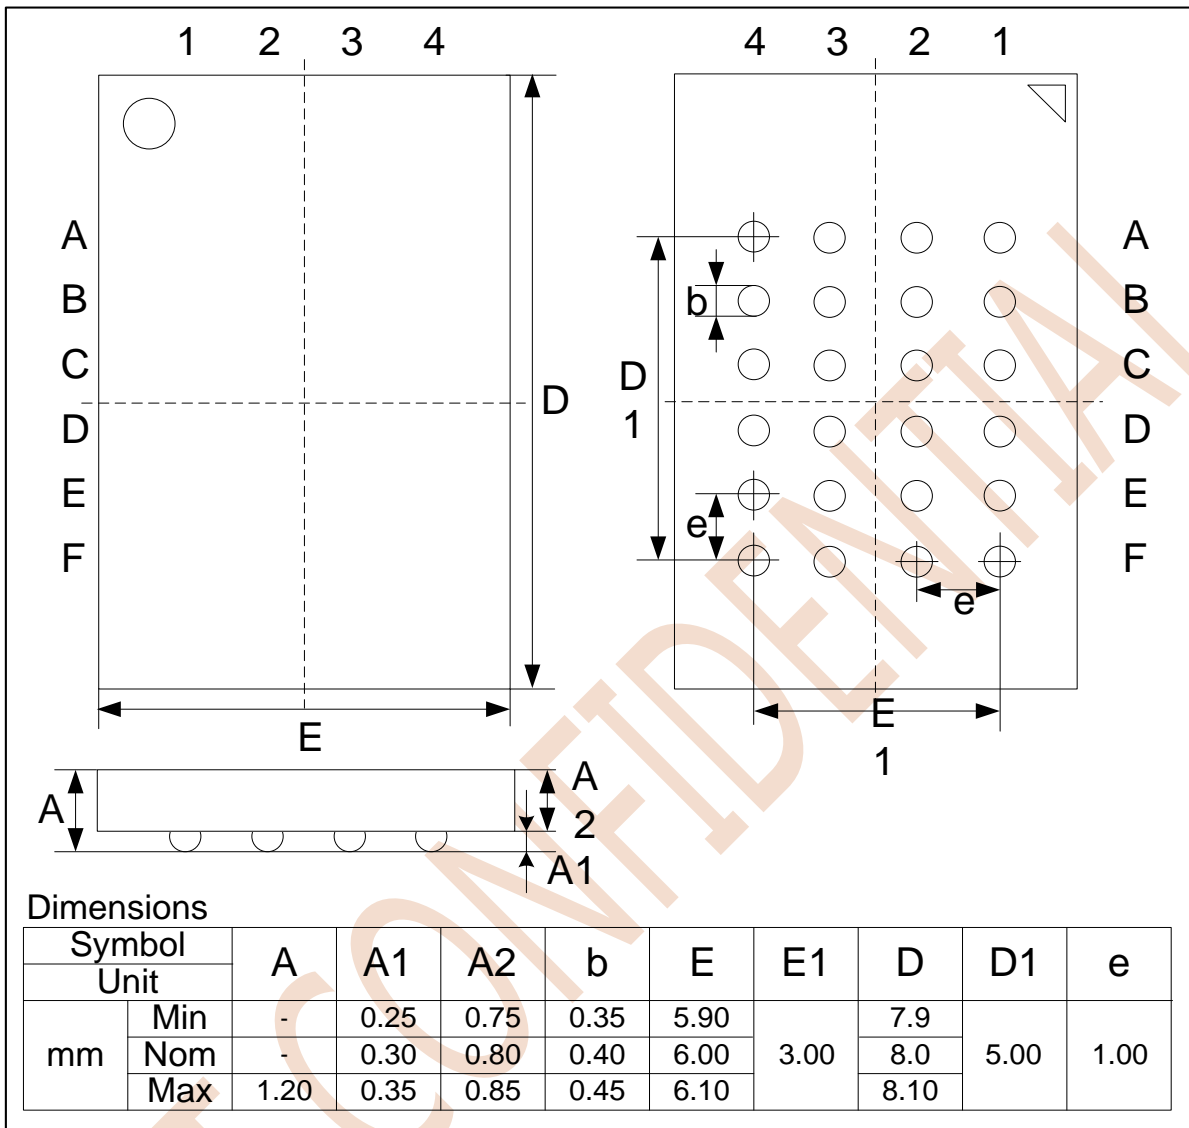 1 2 3 4
4 3 2 1
A
B
C
D
E
F
D
E
A
B
C
D
E
F
b
D
1
e
e
E
1
A
A
2
A1
Dimensions
Symbol A A1 A2 b E E1 D D1 e
Unit
mm Min - 0.25 0.75 0.35 5.90 3.00 7.9 5.00 1.00
Nom - 0.30 0.80 0.40 6.00 8.0
Max 1.20 0.35 0.85 0.45 6.10 8.10
CONFIDENTIAL